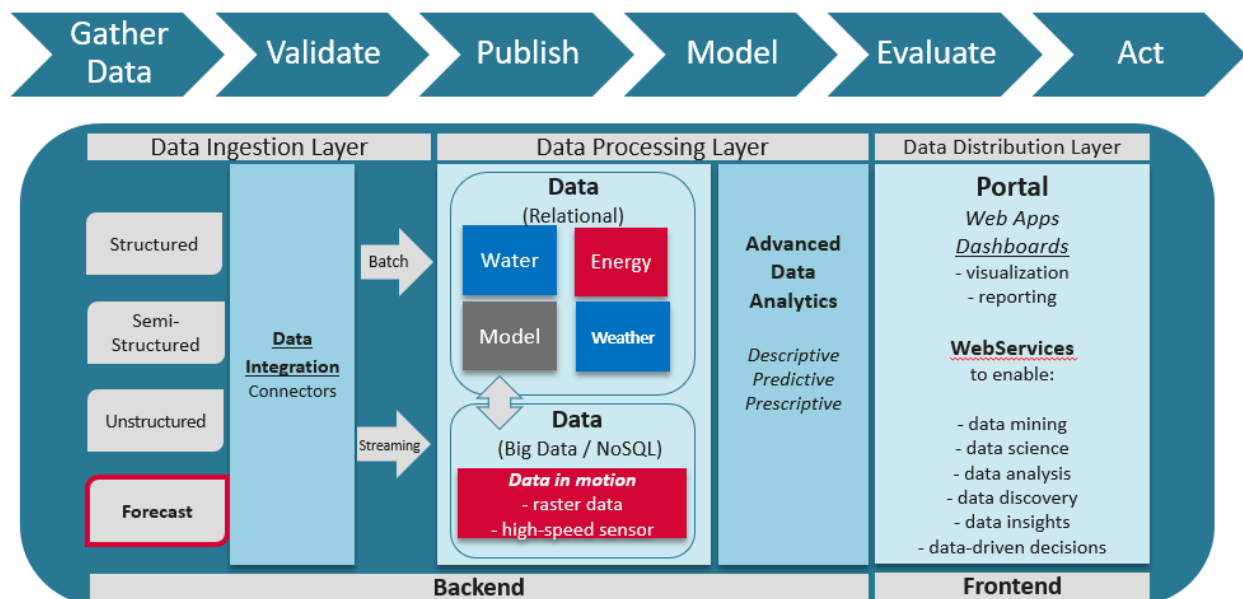 Gather
Data
Validate
Publish
Model
Evaluate
Act
Data Ingestion Layer
Data Processing Layer
Data Distribution Layer
Structured
Semi-
Structured
Unstructured
Forecast
Data
Integration
Connectors
Batch
Streaming
Data
(Relational)
Water
Energy
Model
Weather
Data
(Big Data / NoSQL)
Data in motion
- raster data
- high-speed sensor
Advanced
Data
Analytics
Descriptive
Predictive
Prescriptive
Portal
Web Apps
Dashboards
- visualization
- reporting
WebServices
to enable:
- data mining
- data science
- data analysis
- data discovery
- data insights
- data-driven decisions
Backend
Frontend